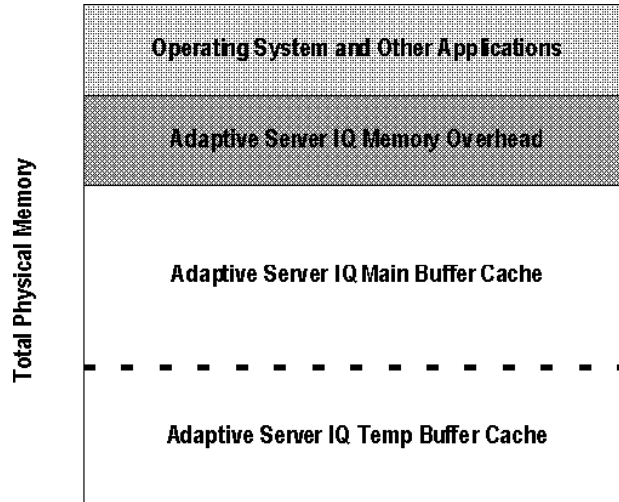 Operating System and Other Applications
Adaptive Server IQ Memory Overhead
Total Physical Memory
Adaptive Server IQ Main Buffer Cache
Adaptive Server IQ Temp Buffer Cache